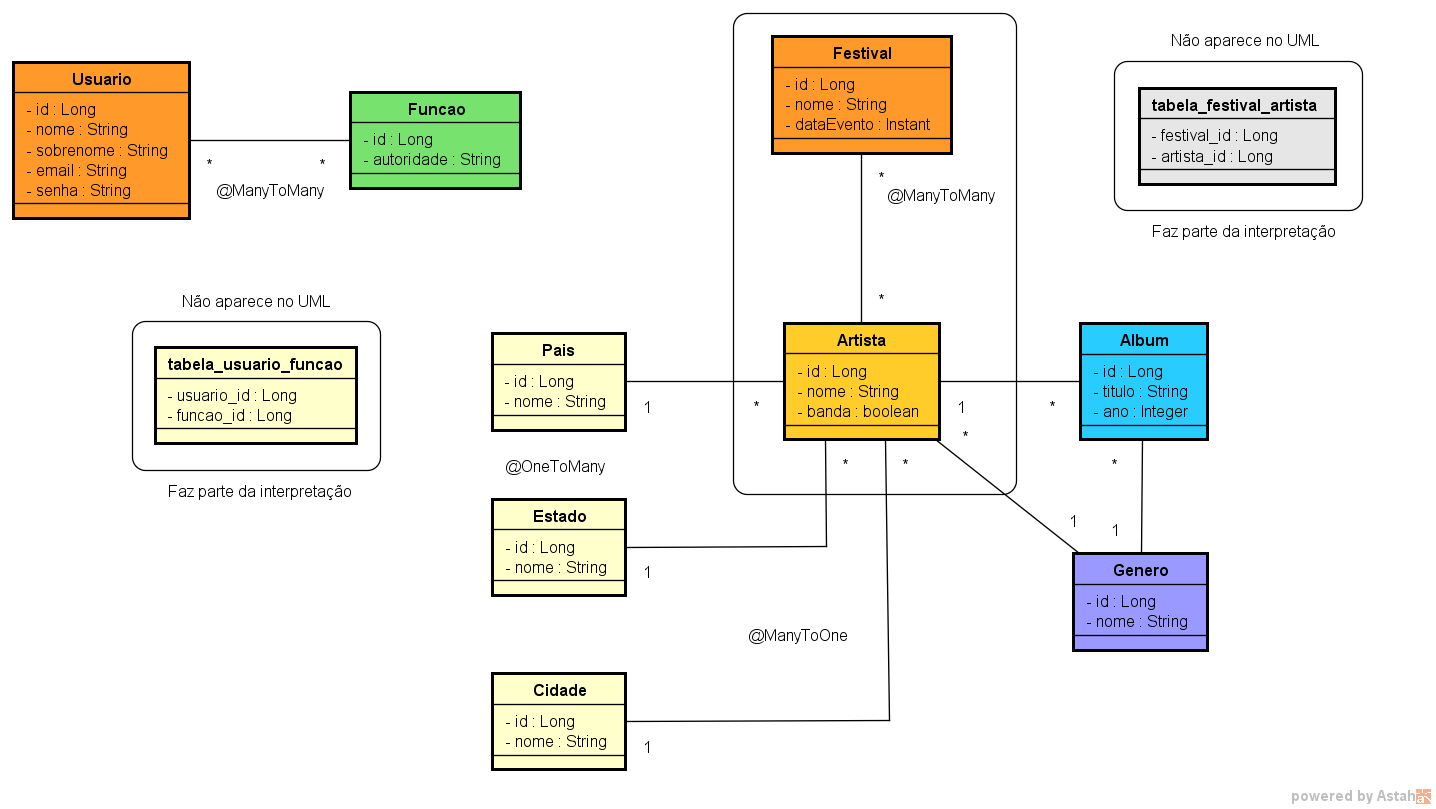 Usuario
- id : Long
- nome : String
- sobrenome : String
- email : String
- senha : String
*
*
@ManyToMany
Funcao
- id : Long
- autoridade : String
Festival
- id : Long
- nome : String
- dataEvento : Instant
*
@ManyToMany
*
Não aparece no UML
tabela_festival_artista
- festival_id : Long
- artista_id : Long
Faz parte da interpretação
Não aparece no UML
tabela_usuario_funcao
- usuario_id : Long
- funcao_id : Long
Faz parte da interpretação
Pais
- id : Long
- nome : String
1
*
@OneToMany
Artista
- id : Long
- nome : String
- banda : boolean
1
*
*
*
*
Album
- id : Long
- titulo : String
- ano : Integer
*
1
1
Estado
- id : Long
- nome : String
1
Genero
- id : Long
- nome : String
@ManyToOne
Cidade
- id : Long
- nome : String
1
powered by Astah